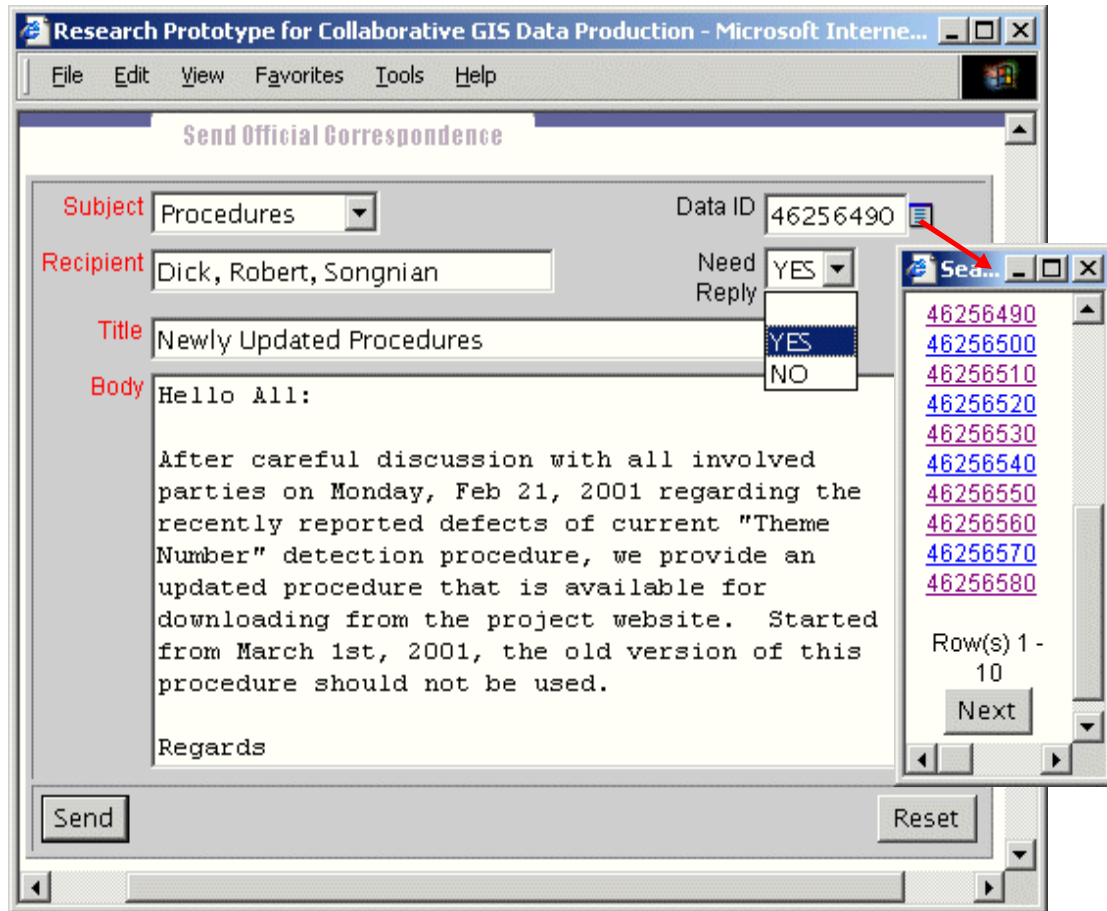 Research Prototype for Collaborative GIS Data Production - Microsoft Interne...
File Edit View Favorites Tools Help
Send Official Correspondence
Subject Procedures Data ID 46256490
Recipient Dick, Robert, Songnian Need Reply YES
YES
NO
Title Newly Updated Procedures
Body Hello All:
After careful discussion with all involved
parties on Monday, Feb 21, 2001 regarding the
recently reported defects of current "Theme
Number" detection procedure, we provide an
updated procedure that is available for
downloading from the project website. Started
from March 1st, 2001, the old version of this
procedure should not be used.
Regards
Send Reset
Sea...
46256490
46256500
46256510
46256520
46256530
46256540
46256550
46256560
46256570
46256580
Row(s) 1 -
10
Next